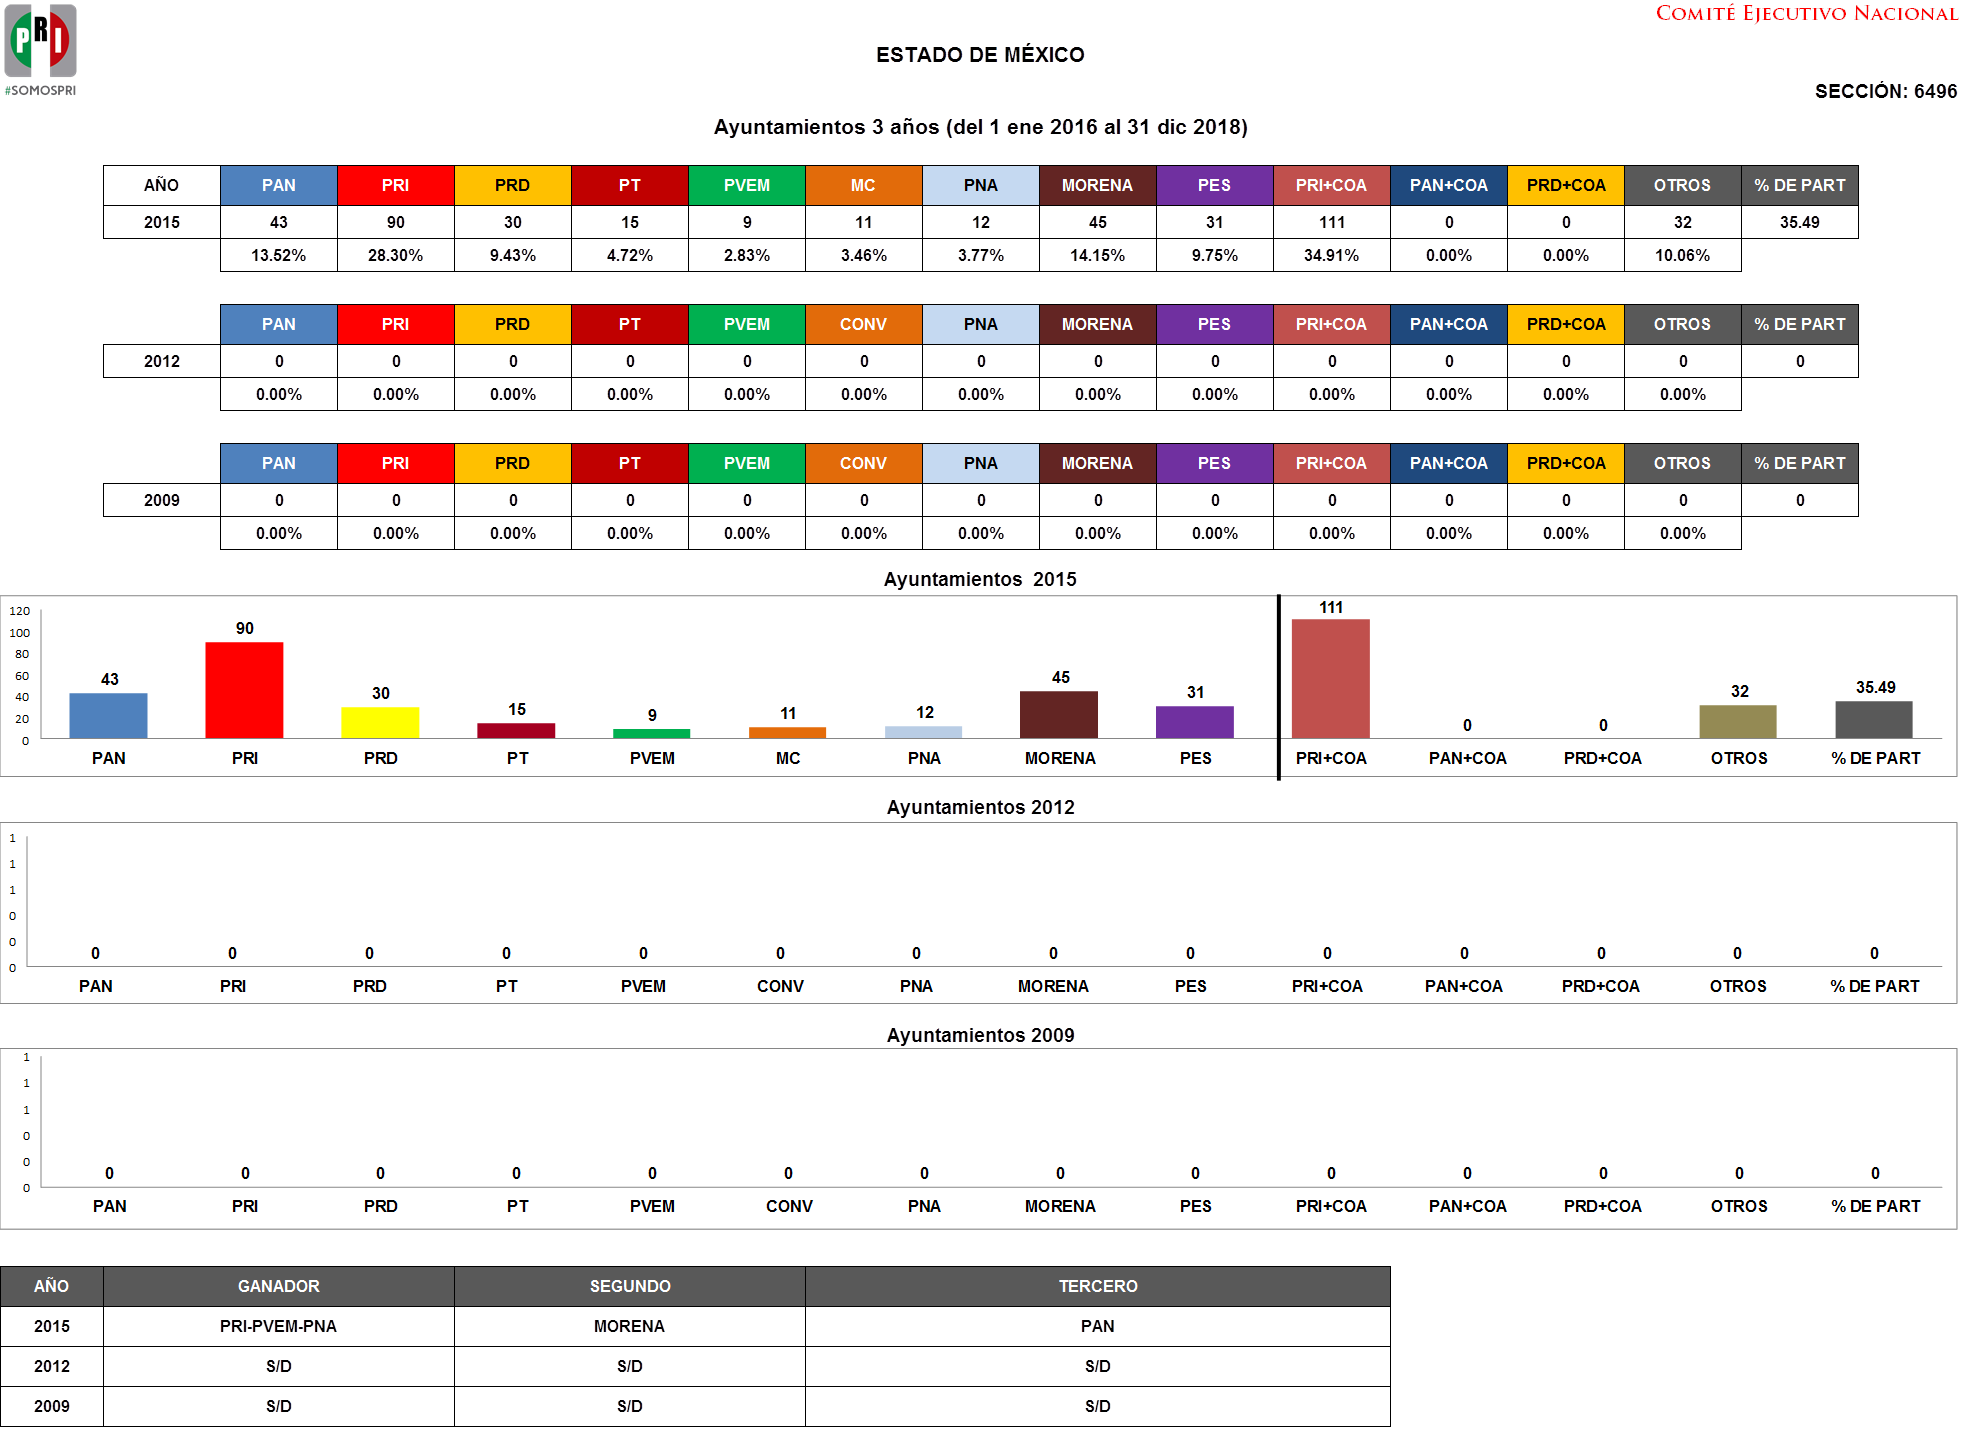 PRI
#SOMOSPRI
COMITÉ EJECUTIVO NACIONAL
ESTADO DE MÉXICO
SECCIÓN: 6496
Ayuntamientos 3 años (del 1 ene 2016 al 31 dic 2018)
AÑO PAN PRI PRD PT PVEM MC PNA MORENA PES PRI+COA PAN+COA PRD+COA OTROS % DE PART
2015 43 90 30 15 9 11 12 45 31 111 0 0 32 35.49
13.52% 28.30% 9.43% 4.72% 2.83% 3.46% 3.77% 14.15% 9.75% 34.91% 0.00% 0.00% 10.06%
PAN PRI PRD PT PVEM CONV PNA MORENA PES PRI+COA PAN+COA PRD+COA OTROS % DE PART
2012 0 0 0 0 0 0 0 0 0 0 0 0 0 0
0.00% 0.00% 0.00% 0.00% 0.00% 0.00% 0.00% 0.00% 0.00% 0.00% 0.00% 0.00% 0.00%
PAN PRI PRD PT PVEM CONV PNA MORENA PES PRI+COA PAN+COA PRD+COA OTROS % DE PART
2009 0 0 0 0 0 0 0 0 0 0 0 0 0 0
0.00% 0.00% 0.00% 0.00% 0.00% 0.00% 0.00% 0.00% 0.00% 0.00% 0.00% 0.00% 0.00%
Ayuntamientos 2015
120
100
80
60
40
20
0
43 90 30 15 9 11 12 45 31 111 0 0 32 35.49
PAN PRI PRD PT PVEM MC PNA MORENA PES PRI+COA PAN+COA PRD+COA OTROS % DE PART
Ayuntamientos 2012
1
1
1
0
0
0
0 0 0 0 0 0 0 0 0 0 0 0 0 0
PAN PRI PRD PT PVEM CONV PNA MORENA PES PRI+COA PAN+COA PRD+COA OTROS % DE PART
Ayuntamientos 2009
1
1
1
0
0
0
0 0 0 0 0 0 0 0 0 0 0 0 0 0
PAN PRI PRD PT PVEM CONV PNA MORENA PES PRI+COA PAN+COA PRD+COA OTROS % DE PART
AÑO GANADOR SEGUNDO TERCERO
2015 PRI-PVEM-PNA MORENA PAN
2012 S/D S/D S/D
2009 S/D S/D S/D